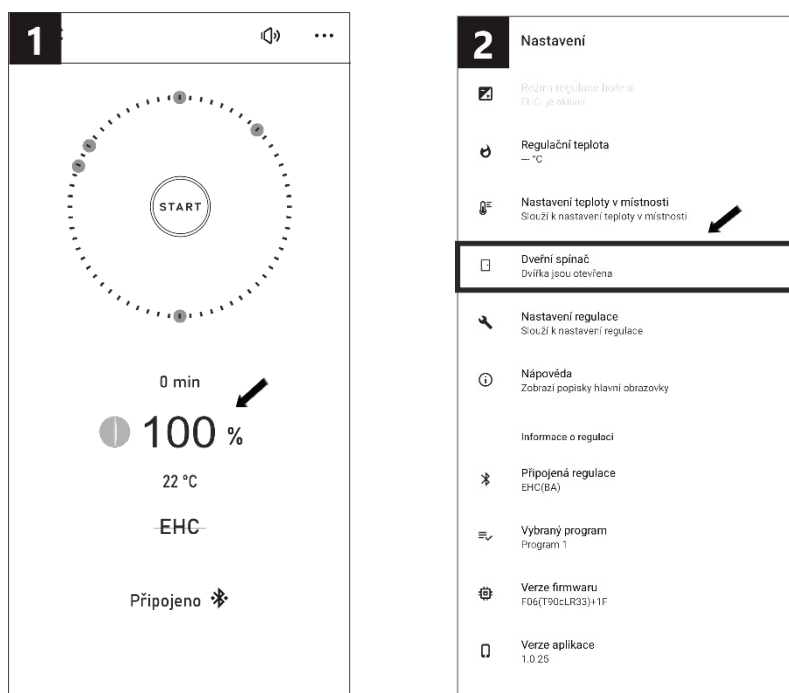 1
START
0 min
100 %
22 °C
EHC
Připojeno
2
Nastavení
Režim regulace hoření
EHC je aktivní
Regulační teplota
-- °C
Nastavení teploty v místnosti
Slouží k nastavení teploty v místnosti
Dveřní spínač
Dvířka jsou otevřena
Nastavení regulace
Slouží k nastavení regulace
Nápověda
Zobrazí popisky hlavní obrazovky
Informace o regulaci
Připojená regulace
EHC(BA)
Vybraný program
Program 1
Verze firmwaru
F06(T90cLR33)+1F
Verze aplikace
1.0 25